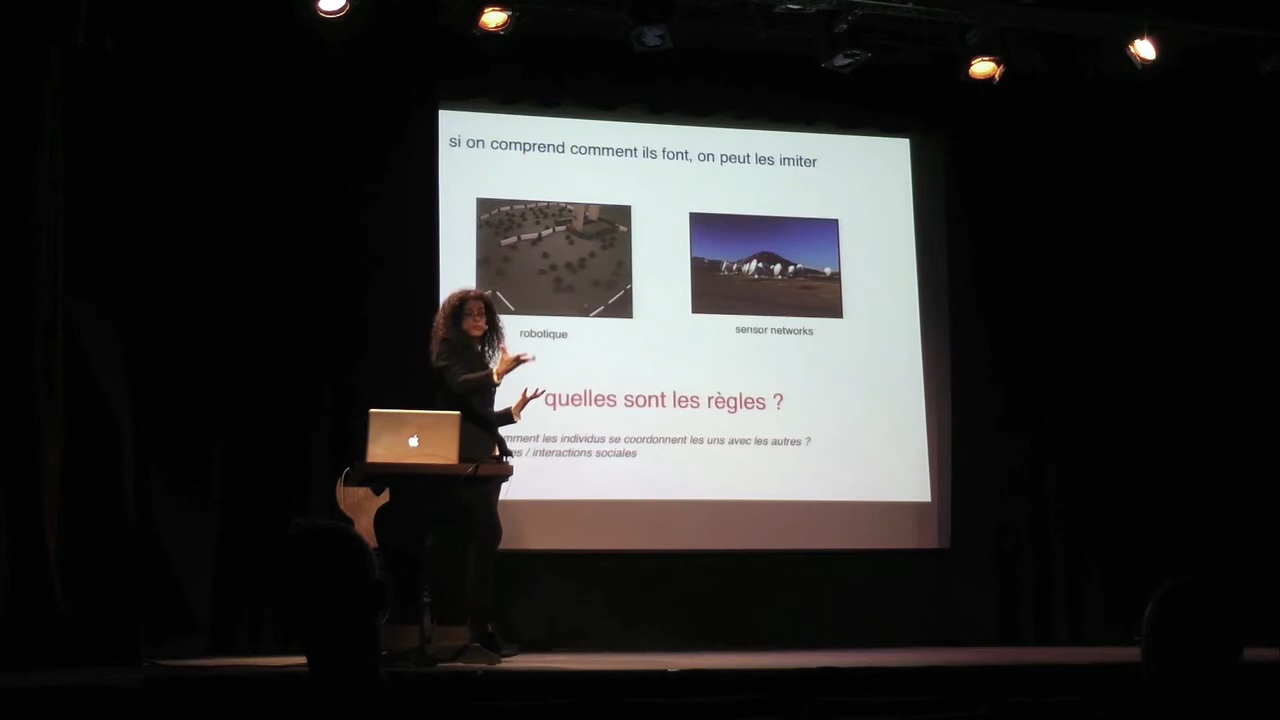 si on comprend comment ils font, on peut les imiter
robotique
sensor networks
quelles sont les règles ?
les individus se coordonnent les uns avec les autres ?
/ interactions sociales